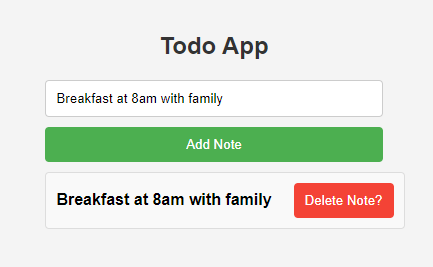 Todo App
Breakfast at 8am with family
Add Note
Breakfast at 8am with family
Delete Note?